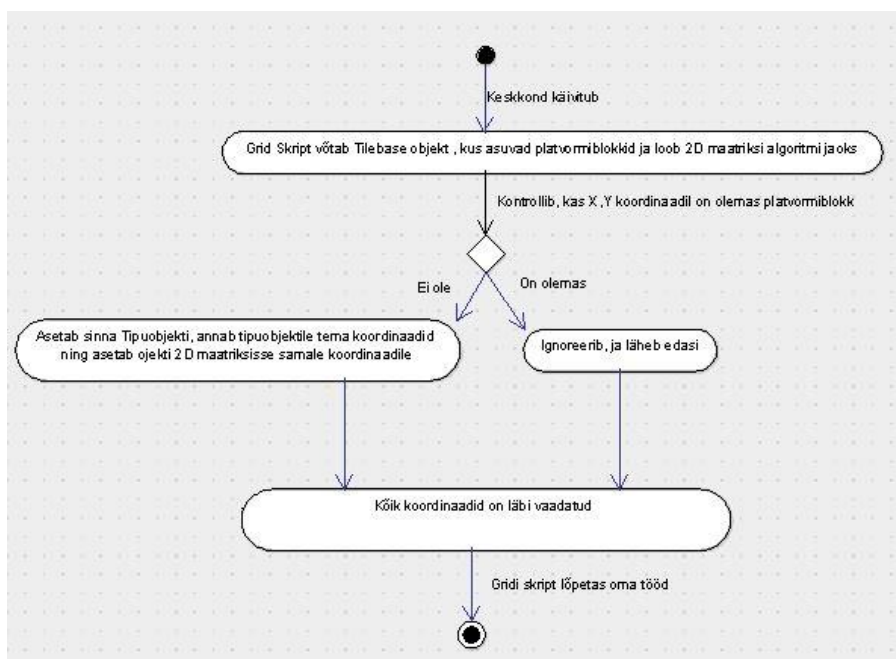 Keskkond käivitub
Grid Skript võtab Tilebase objekt , kus asuvad platvormiblokkid ja loob 2D maatriksi algoritmi jaoks
Kontrollib, kas X ,Y koordinaadil on olemas platvormiblokk
Ei ole
On olemas
Asetab sinna Tipuobjekti, annab tipuobjektile tema koordinaadid
ning asetab ojekti 2D maatriksisse samale koordinaadile
Ignoreerib, ja läheb edasi
Kõik koordinaadid on läbi vaadatud
Gridi skript lõpetas oma tööd